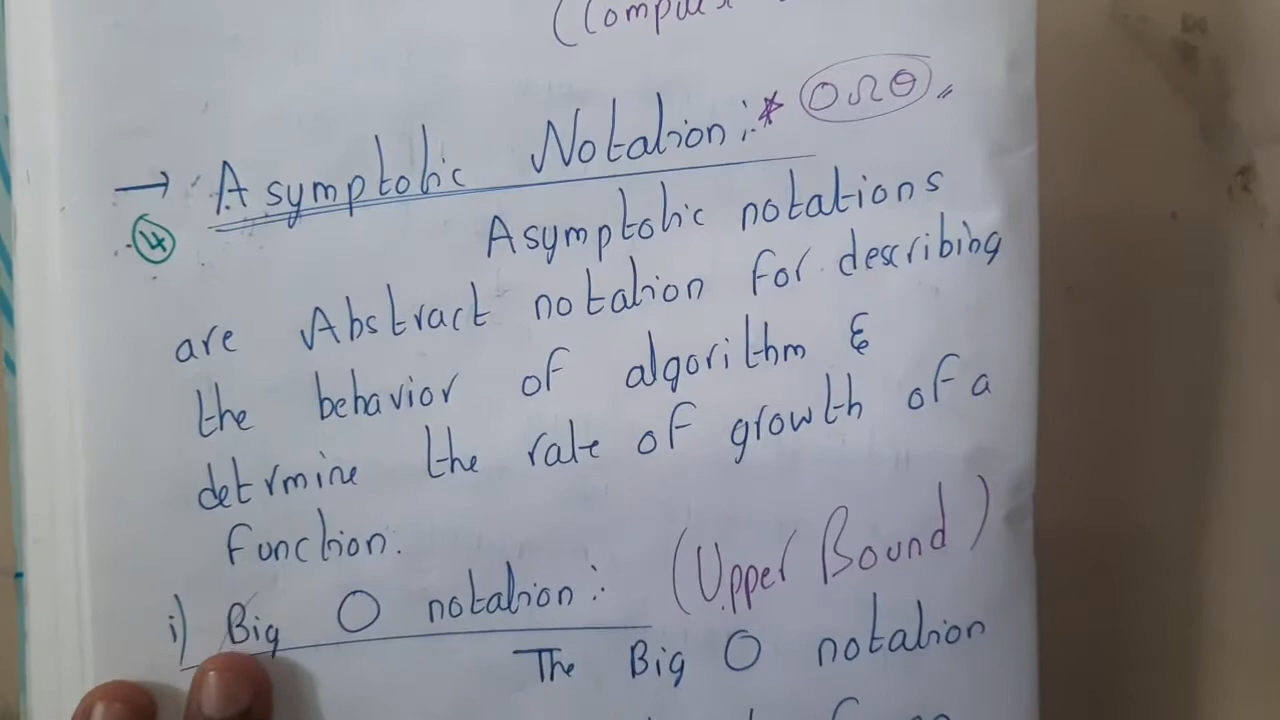 → Asymptotic Notation :* OΩΘ
④ Asymptotic notations
are Abstract notation for describing
the behavior of algorithm &
detrmine the rate of growth of a
function.
i) Big O notation : (Upper Bound)
The Big O notation